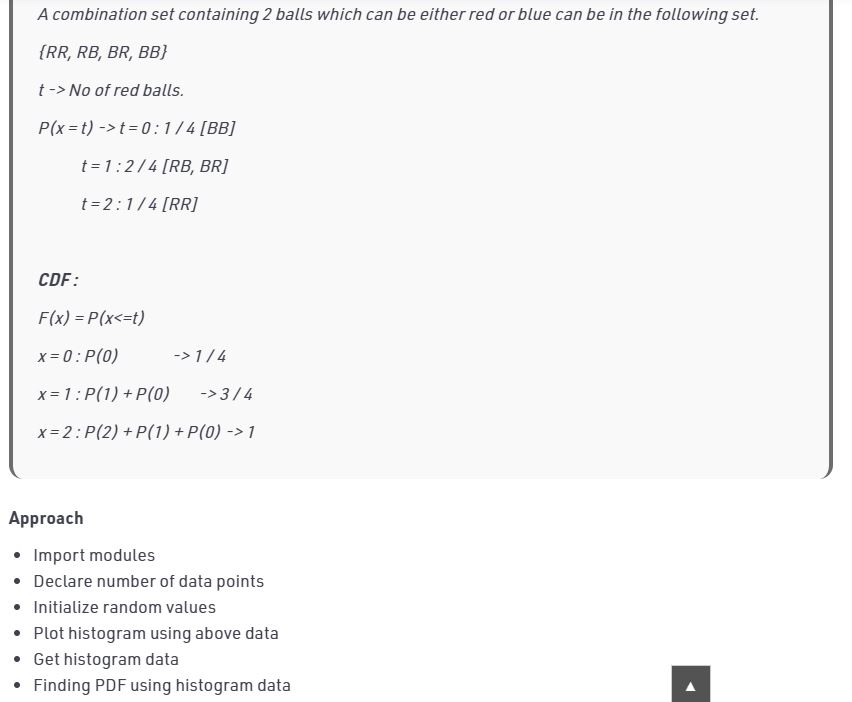 A combination set containing 2 balls which can be either red or blue can be in the following set.
{RR, RB, BR, BB}
t -> No of red balls.
P(x = t) -> t = 0 : 1 / 4 [BB]
t = 1 : 2 / 4 [RB, BR]
t = 2 : 1 / 4 [RR]
CDF :
F(x) = P(x<=t)
x = 0 : P(0) -> 1 / 4
x = 1 : P(1) + P(0) -> 3 / 4
x = 2 : P(2) + P(1) + P(0) -> 1
Approach
• Import modules
• Declare number of data points
• Initialize random values
• Plot histogram using above data
• Get histogram data
• Finding PDF using histogram data